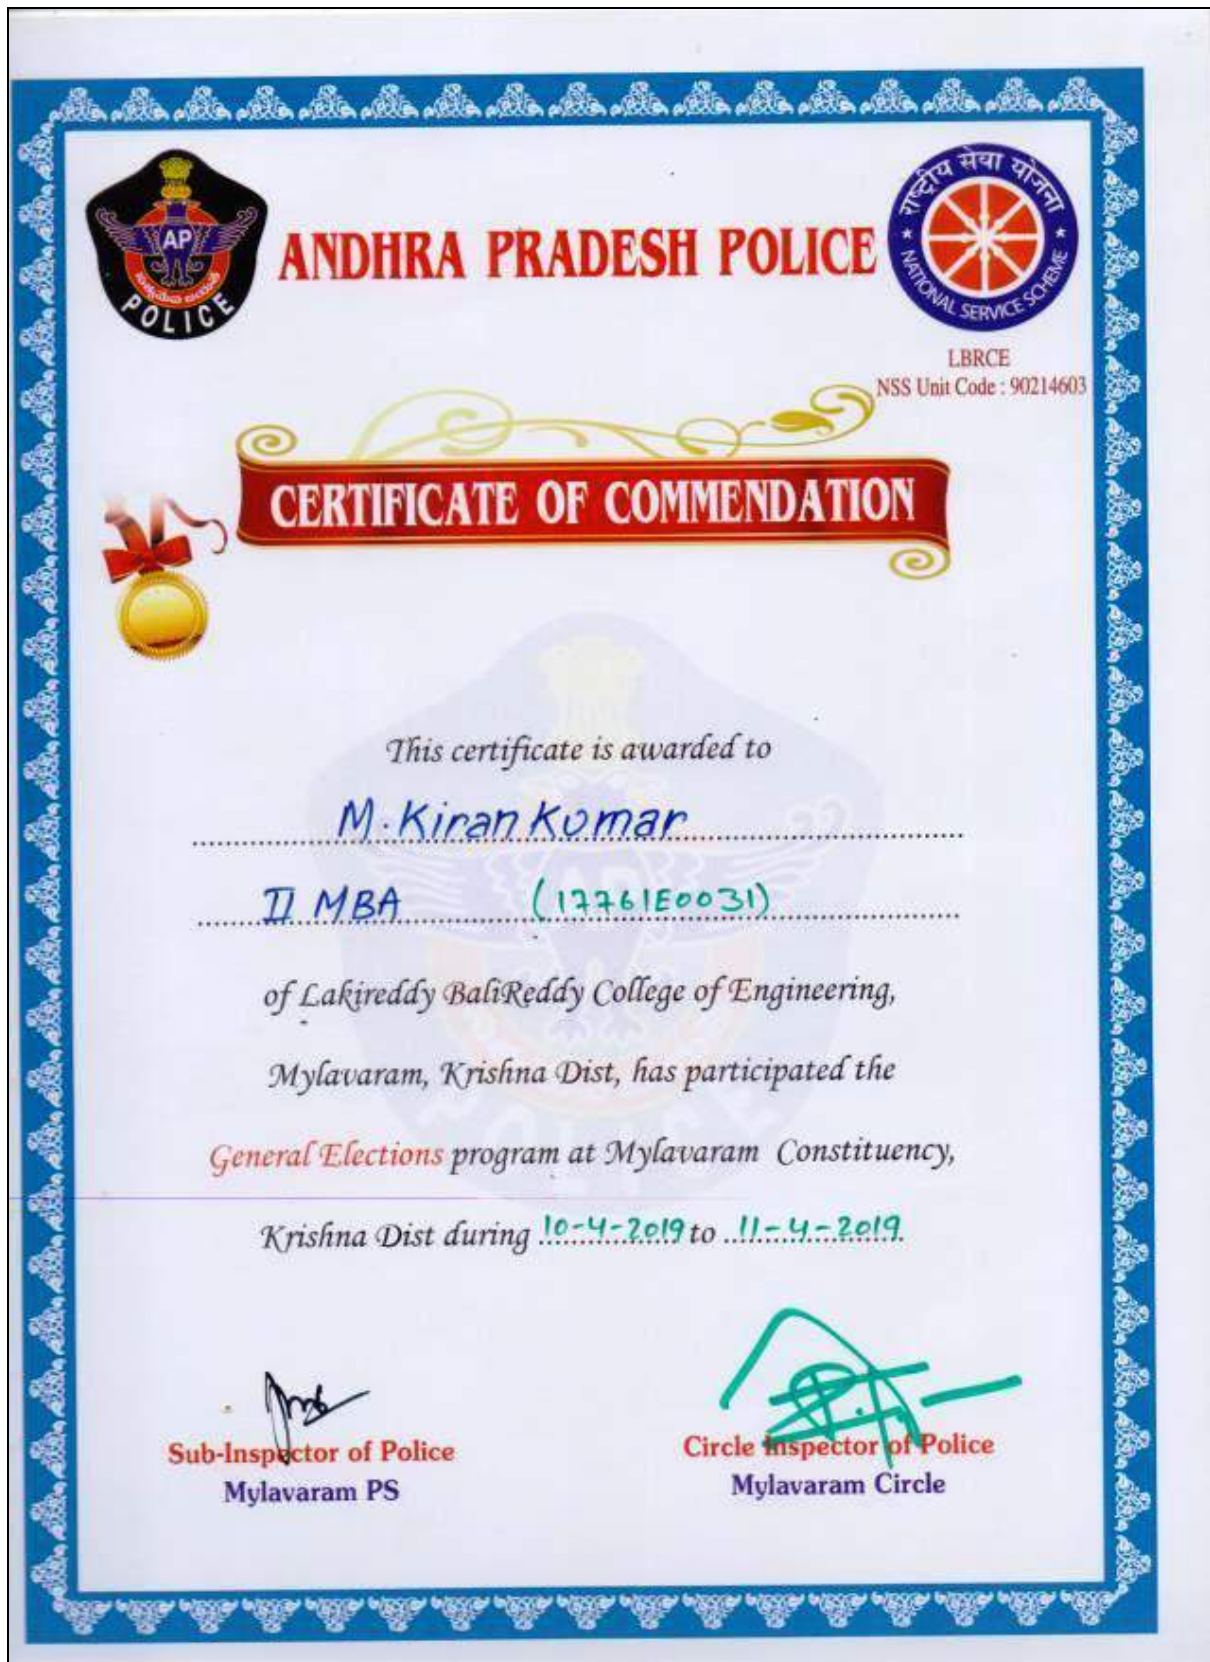 ANDHRA PRADESH POLICE
AP
POLICE
राष्ट्रीय सेवा योजना
NATIONAL SERVICE SCHEME
LBRCE
NSS Unit Code : 90214603
CERTIFICATE OF COMMENDATION
This certificate is awarded to
M. Kiran Kumar
II MBA (17761E0031)
of Lakireddy BaliReddy College of Engineering,
Mylavaram, Krishna Dist, has participated the
General Elections program at Mylavaram Constituency,
Krishna Dist during 10-4-2019 to 11-4-2019
Sub-Inspector of Police
Mylavaram PS
Circle Inspector of Police
Mylavaram Circle